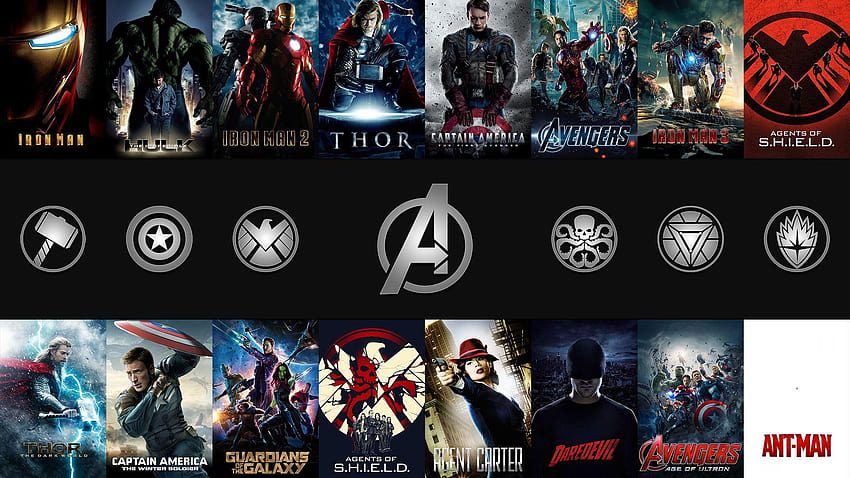 IRON MAN
HULK
IRON MAN 2
THOR
CAPTAIN AMERICA
AVENGERS
IRON MAN 3
AGENTS OF
S.H.I.E.L.D.
A
THOR
THE DARK WORLD
CAPTAIN AMERICA
THE WINTER SOLDIER
GUARDIANS
OF THE GALAXY
AGENTS OF
S.H.I.E.L.D.
AGENT CARTER
DAREDEVIL
AVENGERS
AGE OF ULTRON
ANT-MAN